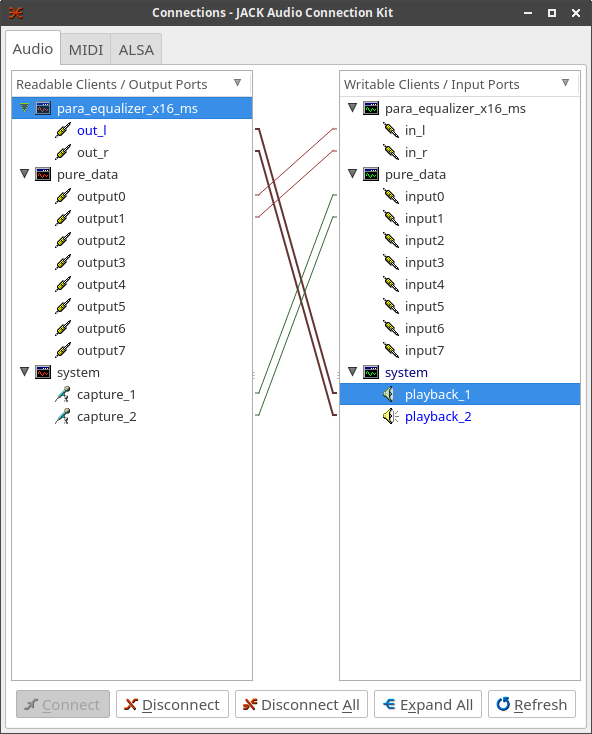 Connections - JACK Audio Connection Kit
Audio MIDI ALSA
Readable Clients / Output Ports
para_equalizer_x16_ms
out_l
out_r
pure_data
output0
output1
output2
output3
output4
output5
output6
output7
system
capture_1
capture_2
Writable Clients / Input Ports
para_equalizer_x16_ms
in_l
in_r
pure_data
input0
input1
input2
input3
input4
input5
input6
input7
system
playback_1
playback_2
Connect Disconnect Disconnect All Expand All Refresh